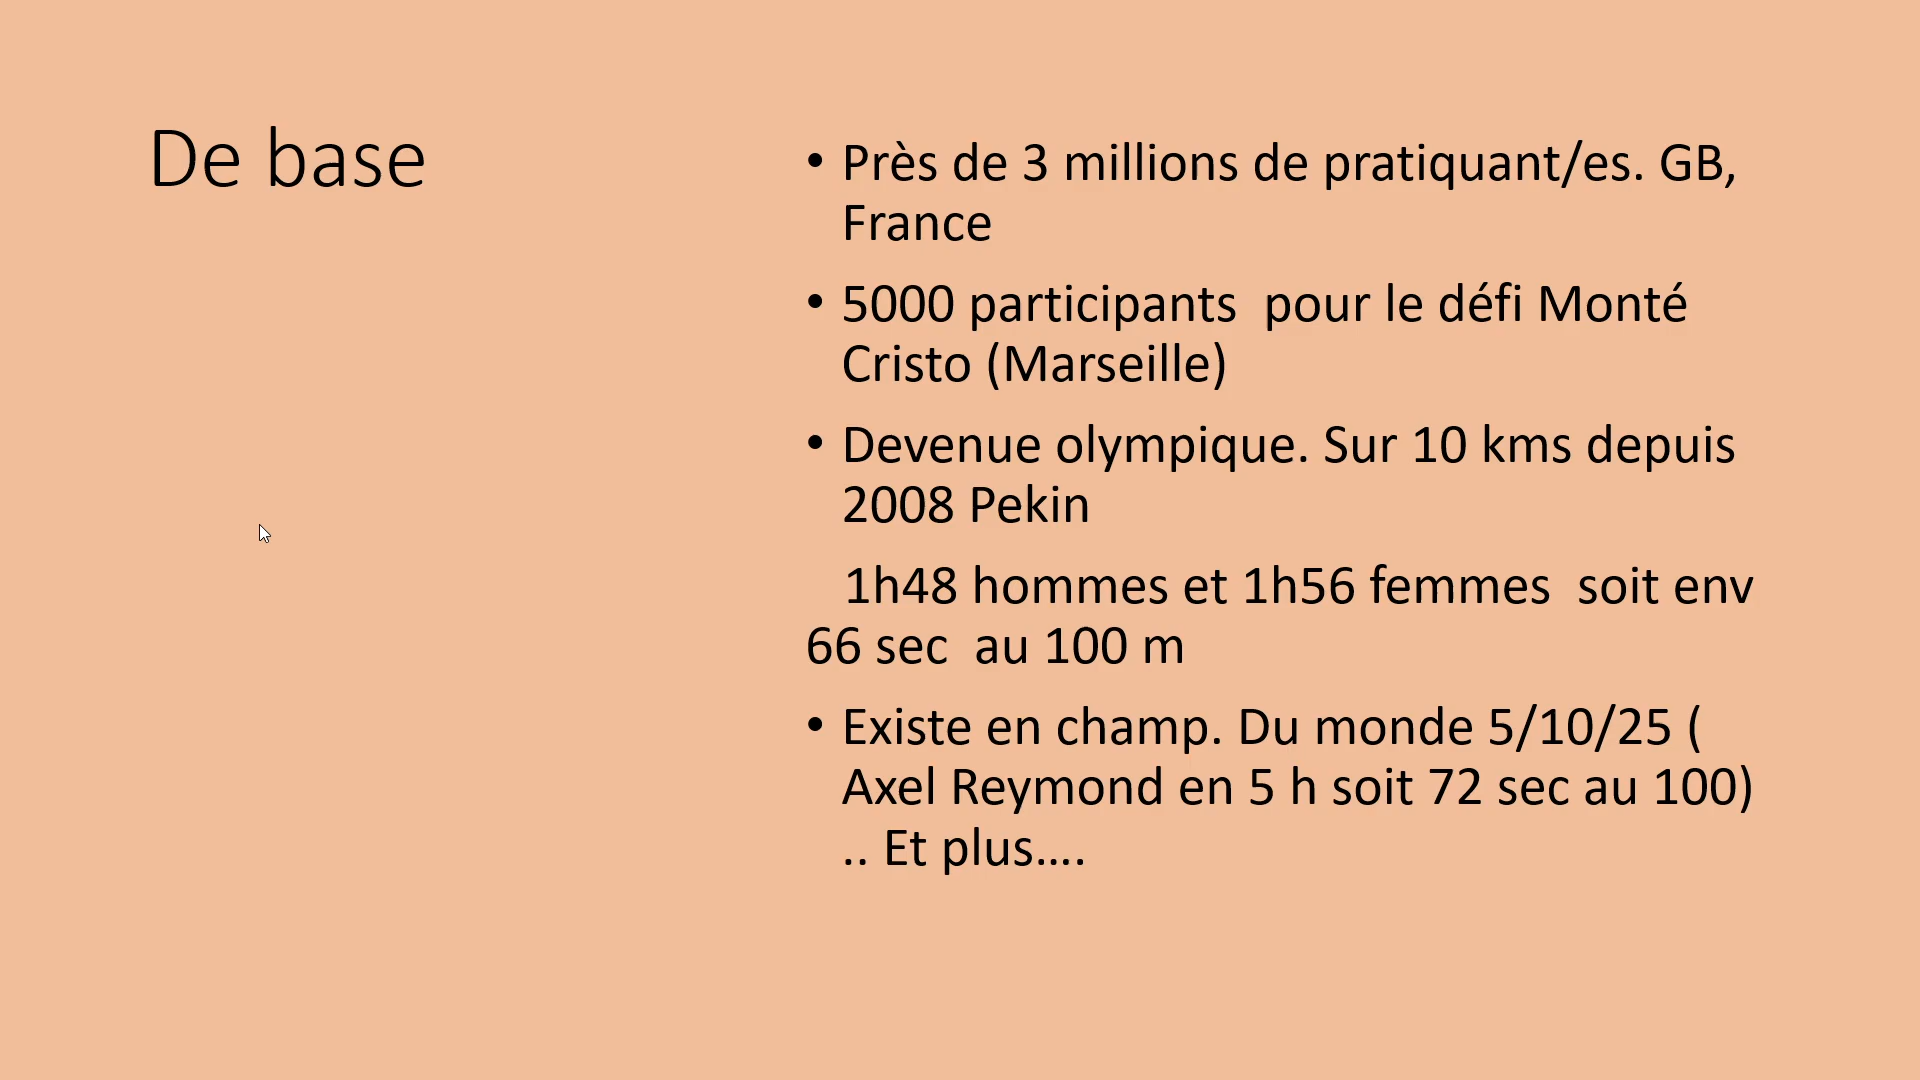 De base
• Près de 3 millions de pratiquant/es. GB,
France
• 5000 participants  pour le défi Monté
Cristo (Marseille)
• Devenue olympique. Sur 10 kms depuis
2008 Pekin
1h48 hommes et 1h56 femmes  soit env
66 sec  au 100 m
• Existe en champ. Du monde 5/10/25 (
Axel Reymond en 5 h soit 72 sec au 100)
.. Et plus....